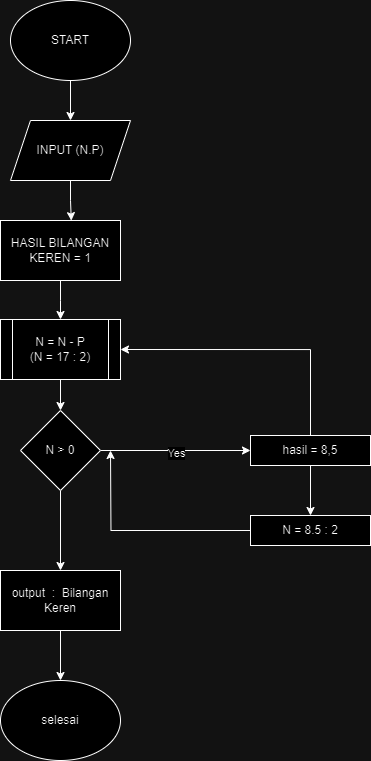 START
INPUT (N.P)
HASIL BILANGAN
KEREN = 1
N = N - P
(N = 17 : 2)
N > 0
Yes
hasil = 8,5
N = 8.5 : 2
output : Bilangan
Keren
selesai